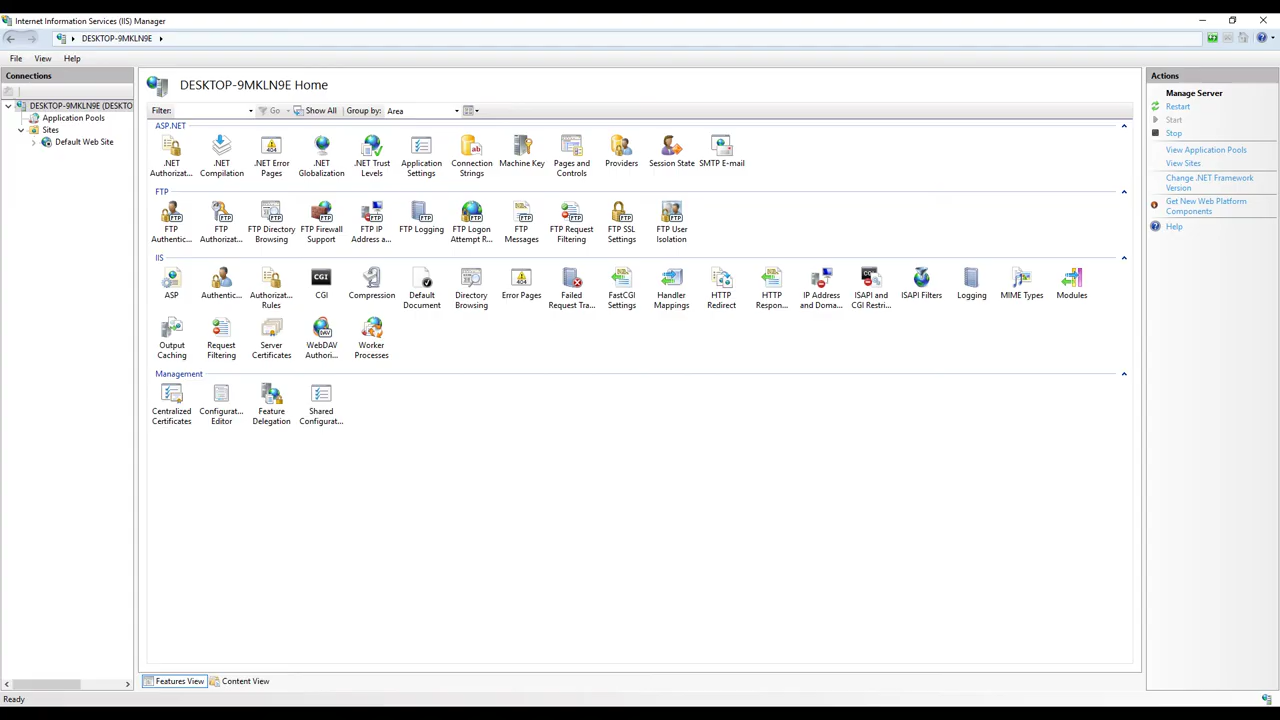 Internet Information Services (IIS) Manager
DESKTOP-9MKLN9E
File View Help
Connections
DESKTOP-9MKLN9E (DESKTO
Application Pools
Sites
Default Web Site
DESKTOP-9MKLN9E Home
Filter: Go Show All Group by: Area
ASP.NET
.NET Authorizat...
.NET Compilation
.NET Error Pages
.NET Globalization
.NET Trust Levels
Application Settings
Connection Strings
Machine Key
Pages and Controls
Providers
Session State
SMTP E-mail
FTP
FTP Authentic...
FTP Authorizat...
FTP Directory Browsing
FTP Firewall Support
FTP IP Address a...
FTP Logging
FTP Logon Attempt R...
FTP Messages
FTP Request Filtering
FTP SSL Settings
FTP User Isolation
IIS
ASP
Authentic...
Authorizat... Rules
CGI
Compression
Default Document
Directory Browsing
Error Pages
Failed Request Tra...
FastCGI Settings
Handler Mappings
HTTP Redirect
HTTP Respon...
IP Address and Doma...
ISAPI and CGI Restri...
ISAPI Filters
Logging
MIME Types
Modules
Output Caching
Request Filtering
Server Certificates
WebDAV Authori...
Worker Processes
Management
Centralized Certificates
Configurat... Editor
Feature Delegation
Shared Configurat...
Features View Content View
Ready
Actions
Manage Server
Restart
Start
Stop
View Application Pools
View Sites
Change .NET Framework
Version
Get New Web Platform
Components
Help